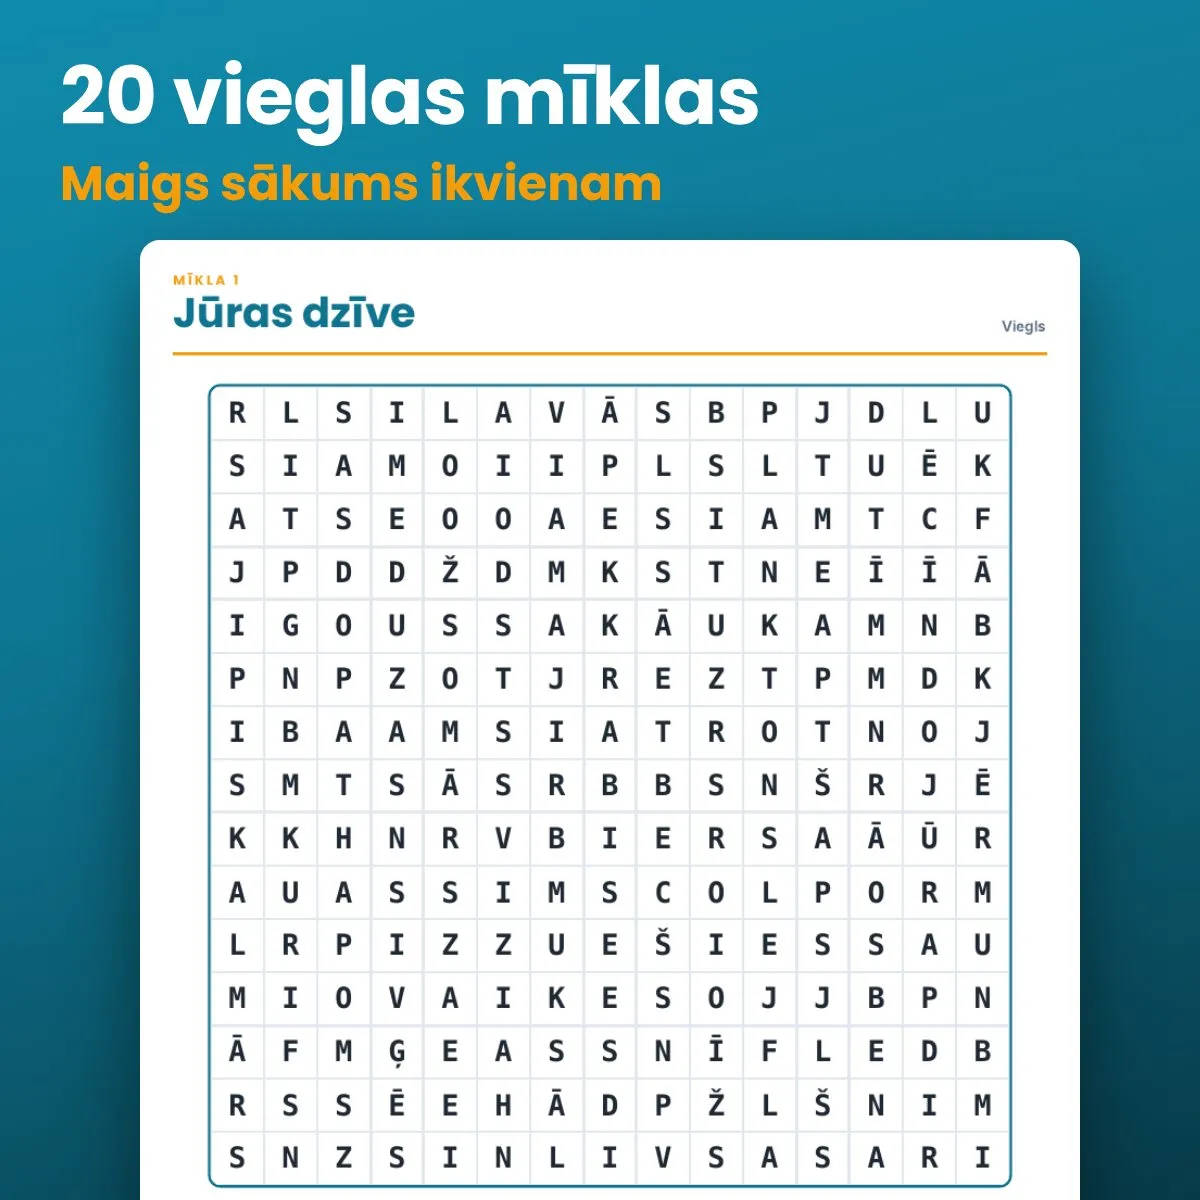 20 vieglas mīklas
Maigs sākums ikvienam
MĪKLA 1
Jūras dzīve
Viegls
R L S I L A V Ā S B P J D L U
S I A M O I I P L S L T U Ē K
A T S E O O A E S I A M T C F
J P D D Ž D M K S T N E Ī Ī Ā
I G O U S S A K Ā U K A M N B
P N P Z O T J R E Z T P M D K
I B A A M S I A T R O T N O J
S M T S Ā S R B B S N Š R J Ē
K K H N R V B I E R S A Ā Ū R
A U A S S I M S C O L P O R M
L R P I Z Z U E Š I E S S A U
M I O V A I K E S O J J B P N
Ā F M Ģ E A S S N Ī F L E D B
R S S Ē E H Ā D P Ž L Š N I M
S N Z S I N L I V S A S A R I